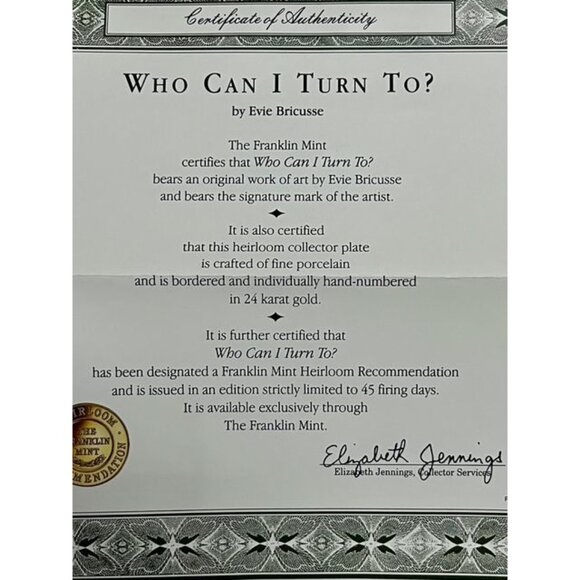 Certificate of Authenticity
WHO CAN I TURN TO?
by Evie Bricusse
The Franklin Mint
certifies that Who Can I Turn To?
bears an original work of art by Evie Bricusse
and bears the signature mark of the artist.
It is also certified
that this heirloom collector plate
is crafted of fine porcelain
and is bordered and individually hand-numbered
in 24 karat gold.
It is further certified that
Who Can I Turn To?
has been designated a Franklin Mint Heirloom Recommendation
and is issued in an edition strictly limited to 45 firing days.
It is available exclusively through
The Franklin Mint.
Elizabeth Jennings
Elizabeth Jennings, Collector Services
IRLOOM
THE
ANKLIN
MINT
MENDATION